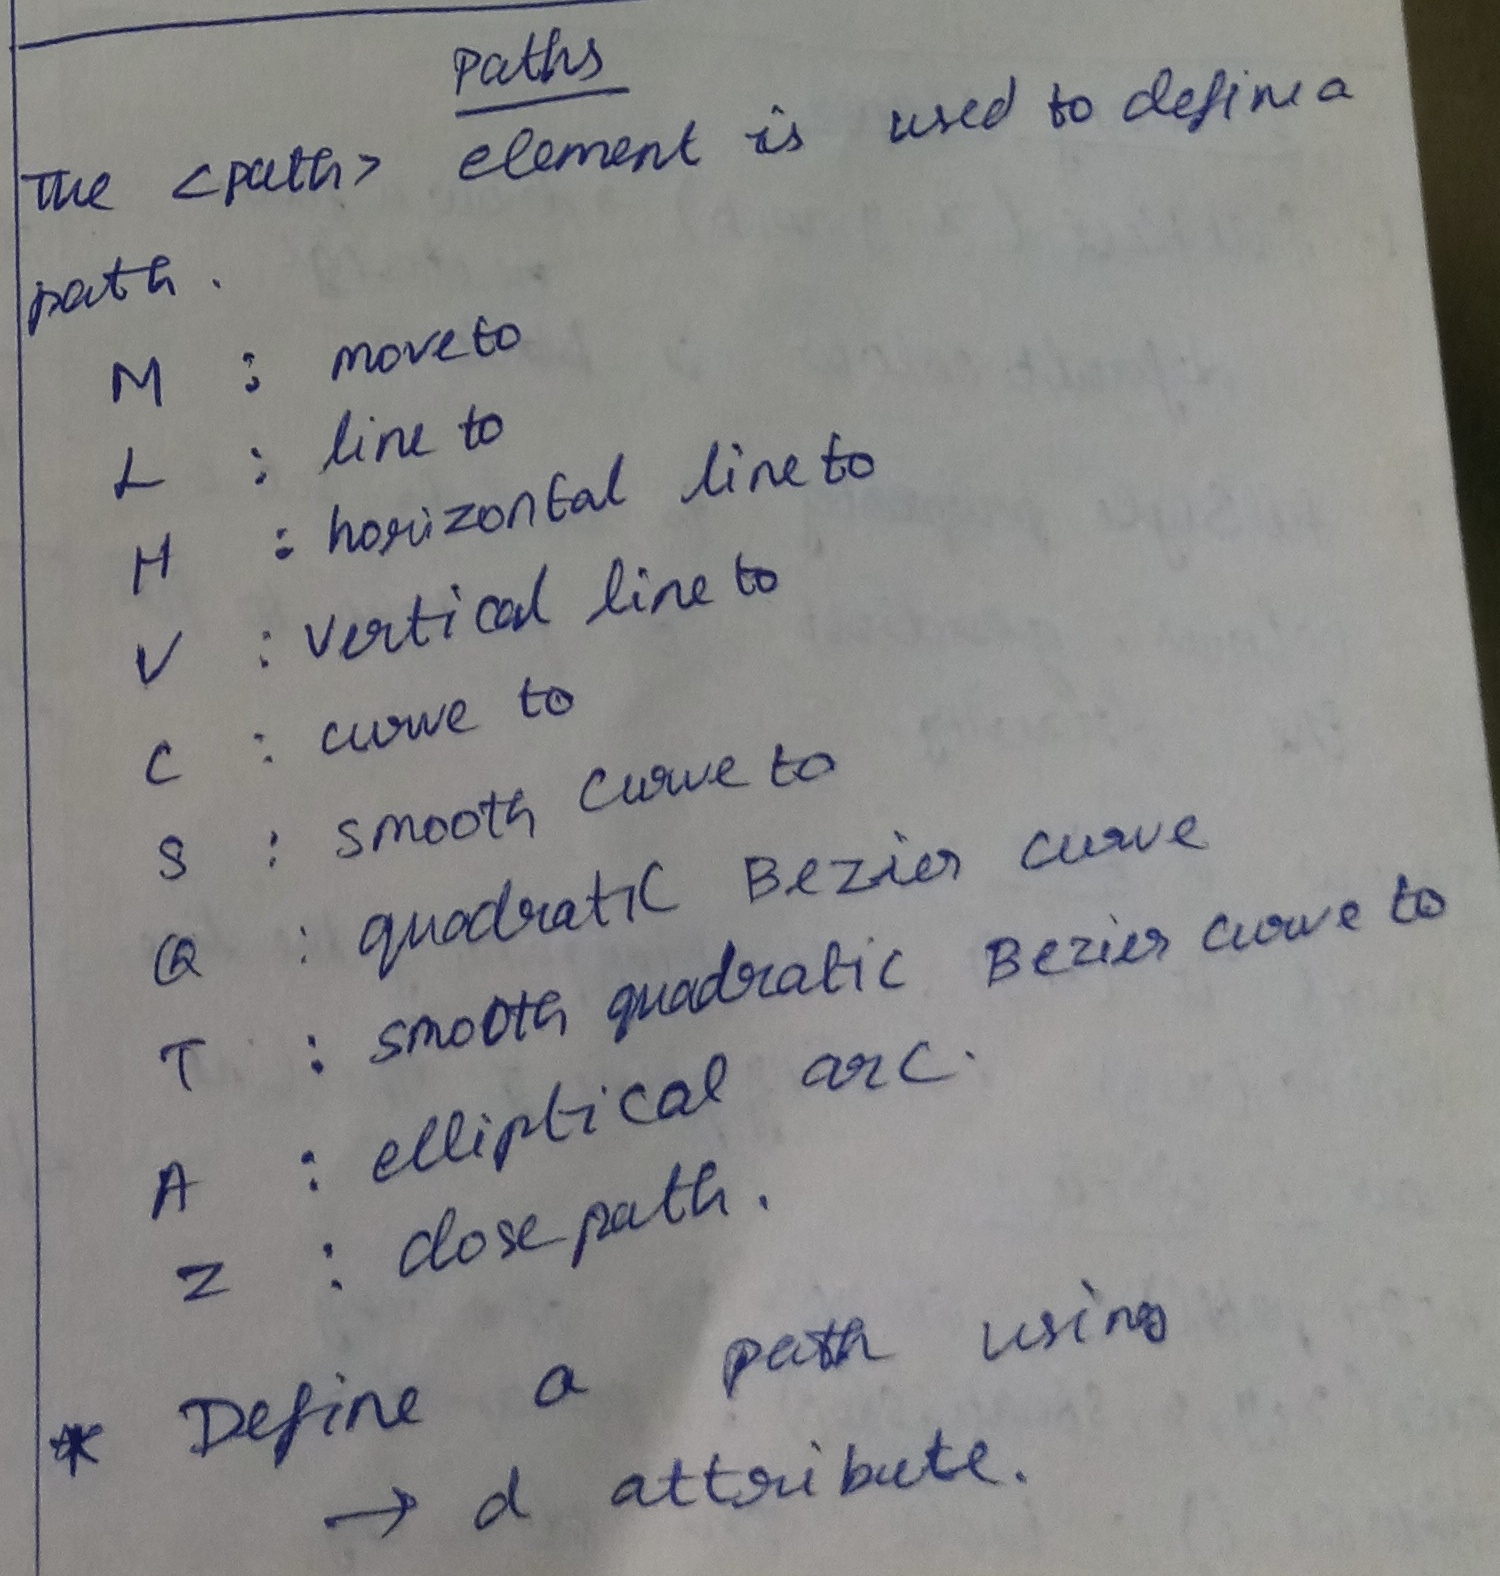 Paths
The <path> element is used to define a
path.
M : moveto
L : line to
H : horizontal line to
V : vertical line to
C : curve to
S : smooth curve to
Q : quadratic Bezier curve
T : smooth quadratic Bezier curve to
A : elliptical arc.
Z : close path.
* Define a path using
→ d attribute.